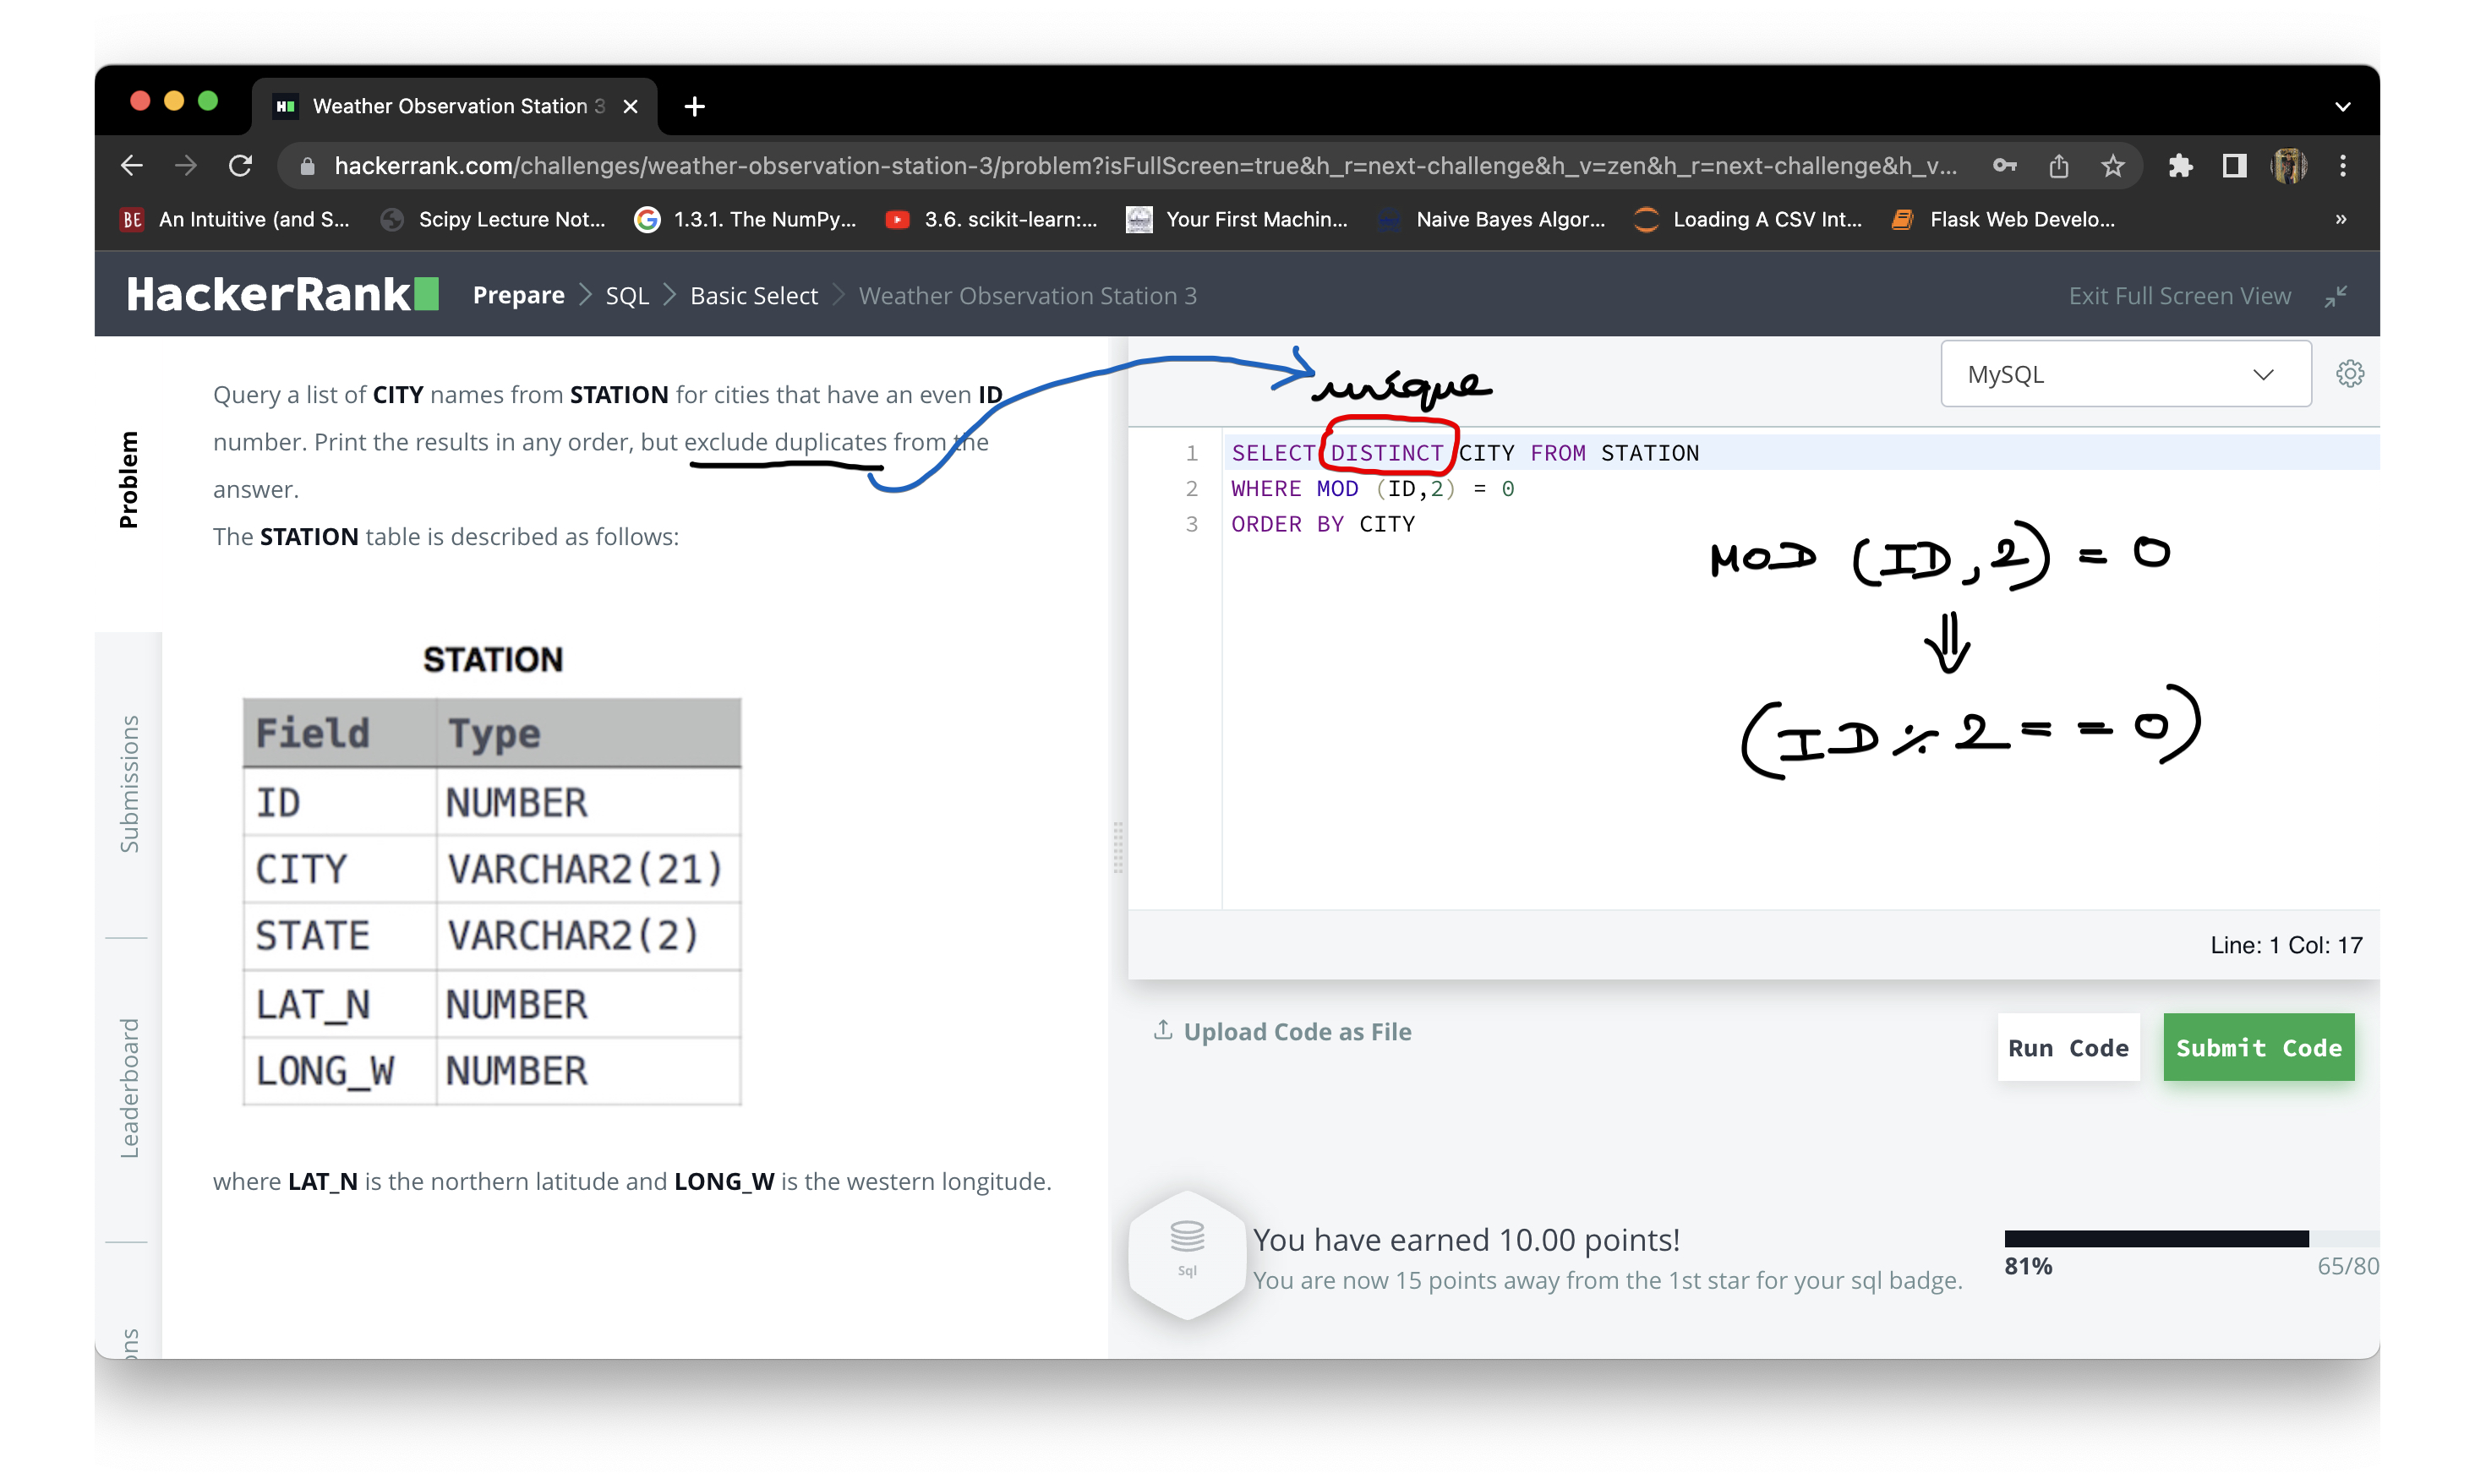 Weather Observation Station 3
hackerrank.com/challenges/weather-observation-station-3/problem?isFullScreen=true&h_r=next-challenge&h_v=zen&h_r=next-challenge&h_v...
BE An Intuitive (and S... Scipy Lecture Not... 1.3.1. The NumPy... 3.6. scikit-learn:... Your First Machin... Naive Bayes Algor... Loading A CSV Int... Flask Web Develo... »
HackerRank Prepare > SQL > Basic Select > Weather Observation Station 3 Exit Full Screen View
Problem
Submissions
Leaderboard
ons
Query a list of CITY names from STATION for cities that have an even ID
number. Print the results in any order, but exclude duplicates from the
answer.
The STATION table is described as follows:
STATION
Field Type
ID NUMBER
CITY VARCHAR2(21)
STATE VARCHAR2(2)
LAT_N NUMBER
LONG_W NUMBER
where LAT_N is the northern latitude and LONG_W is the western longitude.
unique
MySQL
1 SELECT DISTINCT CITY FROM STATION
2 WHERE MOD (ID,2) = 0
3 ORDER BY CITY
MOD (ID,2) = 0
⇓
(ID % 2 == 0)
Line: 1 Col: 17
Upload Code as File
Run Code
Submit Code
Sql
You have earned 10.00 points!
You are now 15 points away from the 1st star for your sql badge.
81% 65/80